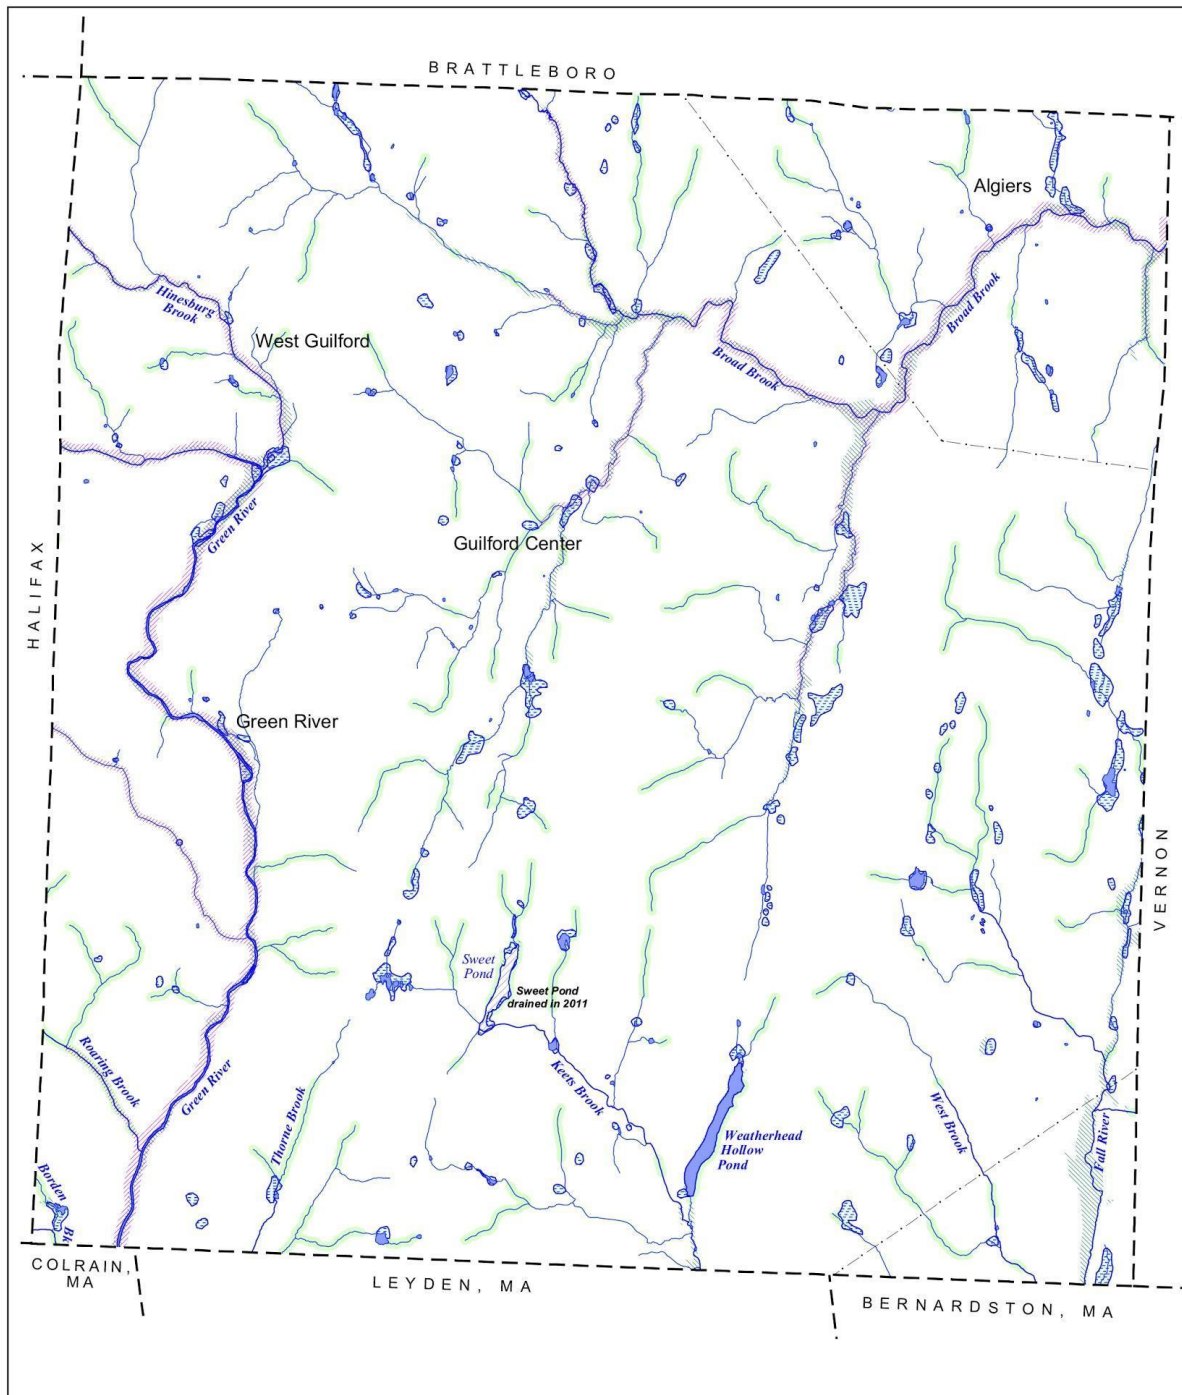 BRATTLEBORO
Algiers
Hinesburg
Brook
Broad Brook
West Guilford
Broad Brook
Green River
Guilford Center
HALIFAX
Green River
VERNON
Sweet
Pond
Sweet Pond
drained in 2011
Roaring Brook
Green River
Keets Brook
Thorne Brook
West Brook
Weatherhead
Hollow
Pond
Fall River
Borden
Bk
COLRAIN,
MA
LEYDEN, MA
BERNARDSTON, MA